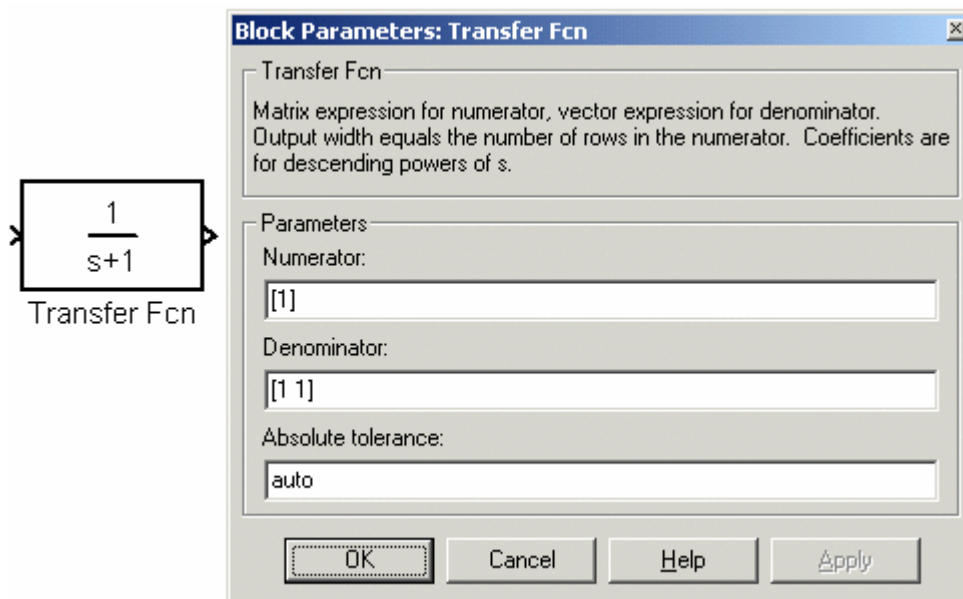 Block Parameters: Transfer Fcn
Transfer Fcn
Matrix expression for numerator, vector expression for denominator.
Output width equals the number of rows in the numerator.  Coefficients are
for descending powers of s.
1
s+1
Transfer Fcn
Parameters
Numerator:
[1]
Denominator:
[1 1]
Absolute tolerance:
auto
OK
Cancel
Help
Apply